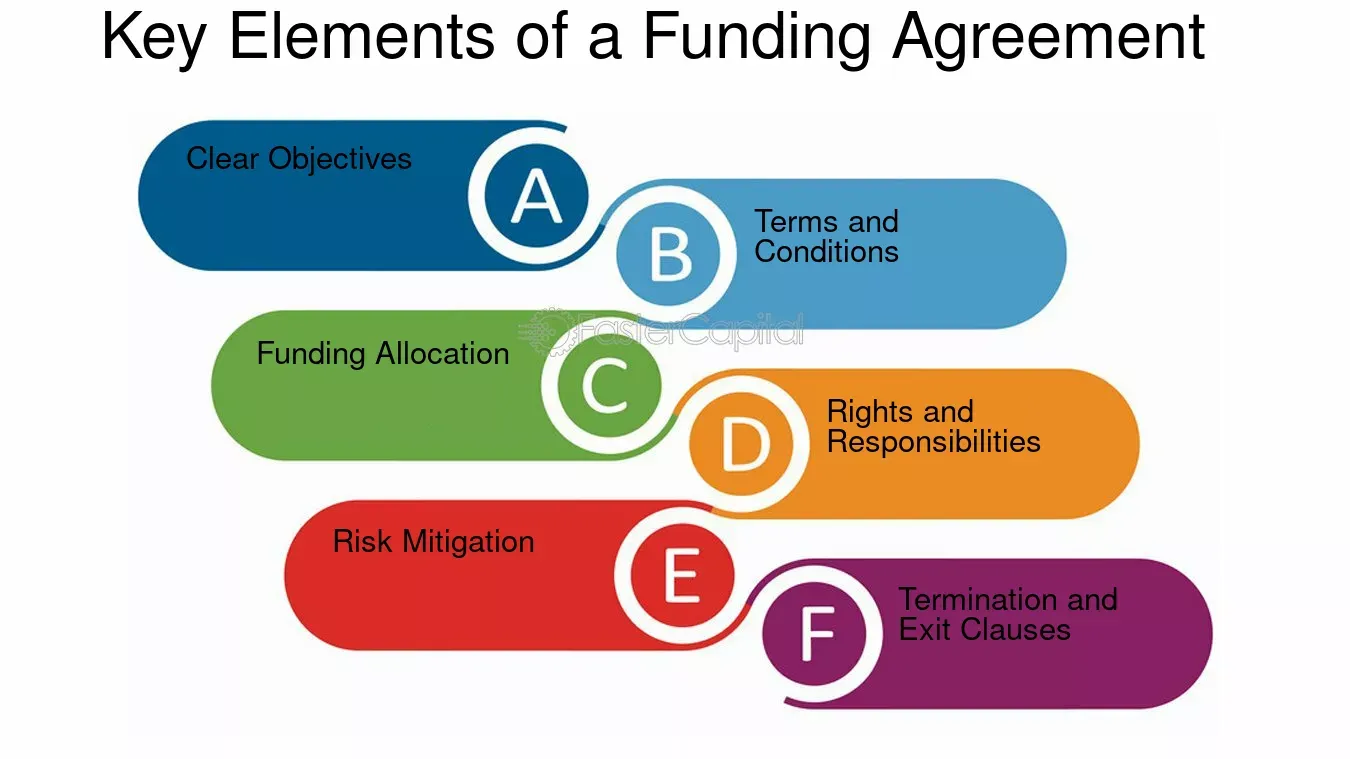 Key Elements of a Funding Agreement
Clear Objectives
A
B
Terms and
Conditions
FasterCapital
Funding Allocation
C
D
Rights and
Responsibilities
Risk Mitigation
E
F
Termination and
Exit Clauses